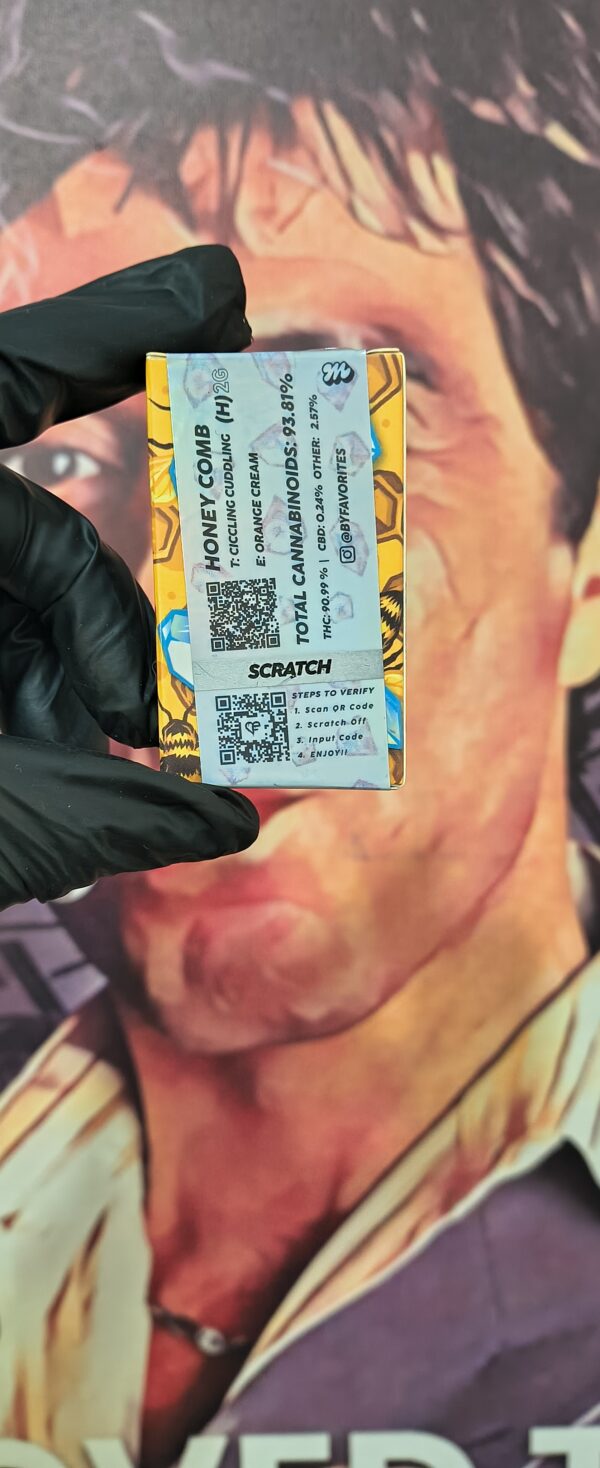 HONEY COMB
T: CICCLING CUDDLING (H) 2G
E: ORANGE CREAM
TOTAL CANNABINOIDS: 93.81%
THC: 90.99 % | CBD: 0.24% OTHER: 2.57%
@BYFAVORITES
SCRATCH
STEPS TO VERIFY
1. Scan QR Code
2. Scratch Off
3. Input Code
4. ENJOY!!